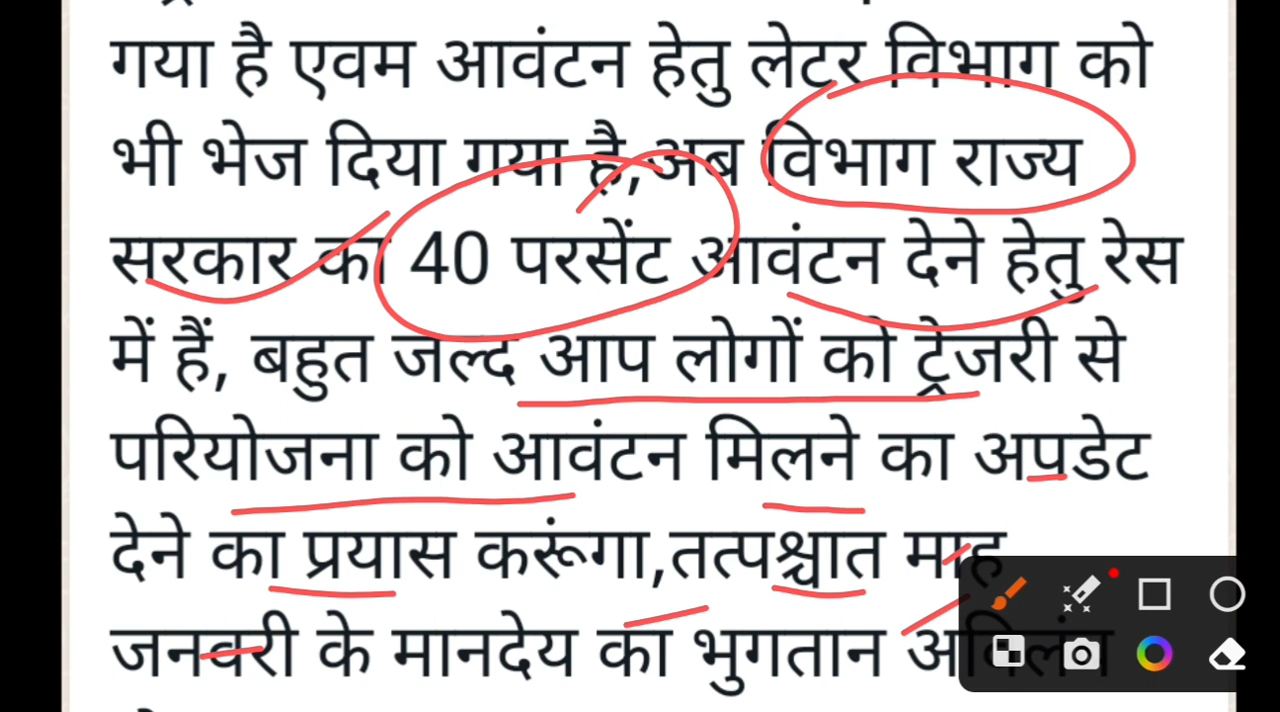 गया है एवम आवंटन हेतु लेटर विभाग को
भी भेज दिया गया है,अब विभाग राज्य
सरकार का 40 परसेंट आवंटन देने हेतु रेस
में हैं, बहुत जल्द आप लोगों को ट्रेजरी से
परियोजना को आवंटन मिलने का अपडेट
देने का प्रयास करूंगा,तत्पश्चात माह
जनवरी के मानदेय का भुगतान अविलंब